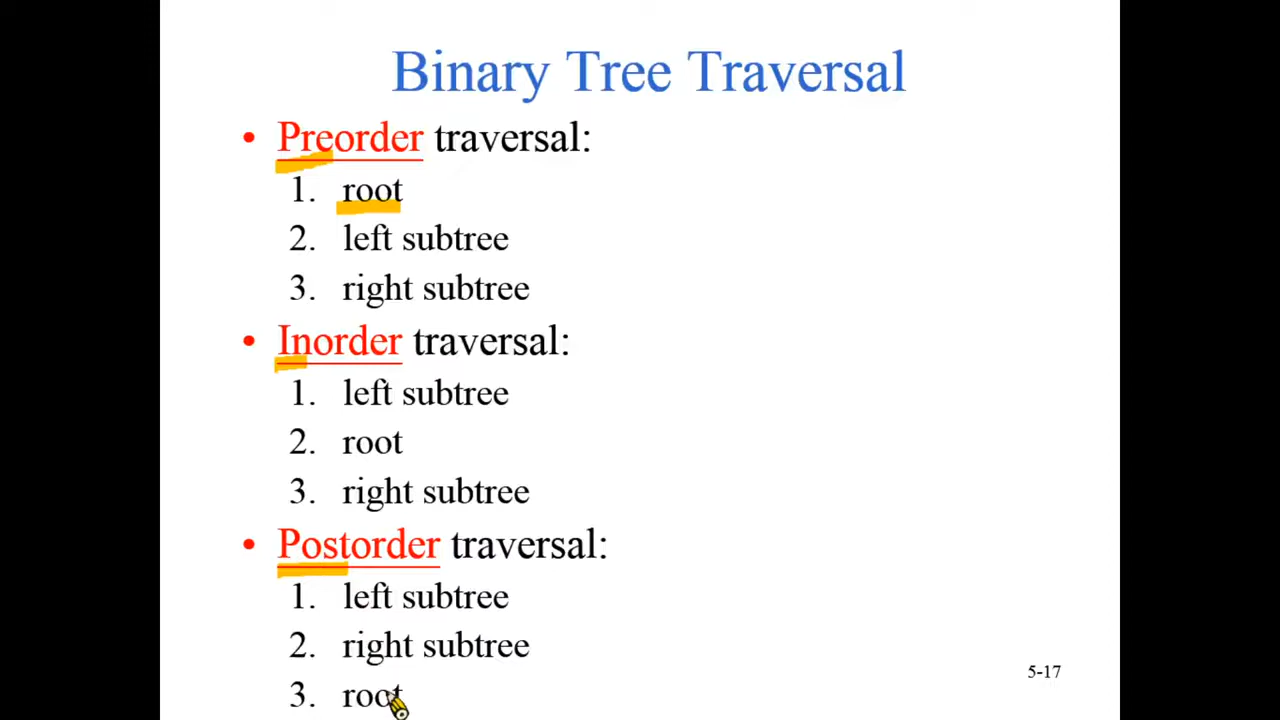 Binary Tree Traversal
• Preorder traversal:
1. root
2. left subtree
3. right subtree
• Inorder traversal:
1. left subtree
2. root
3. right subtree
• Postorder traversal:
1. left subtree
2. right subtree
3. root
5-17